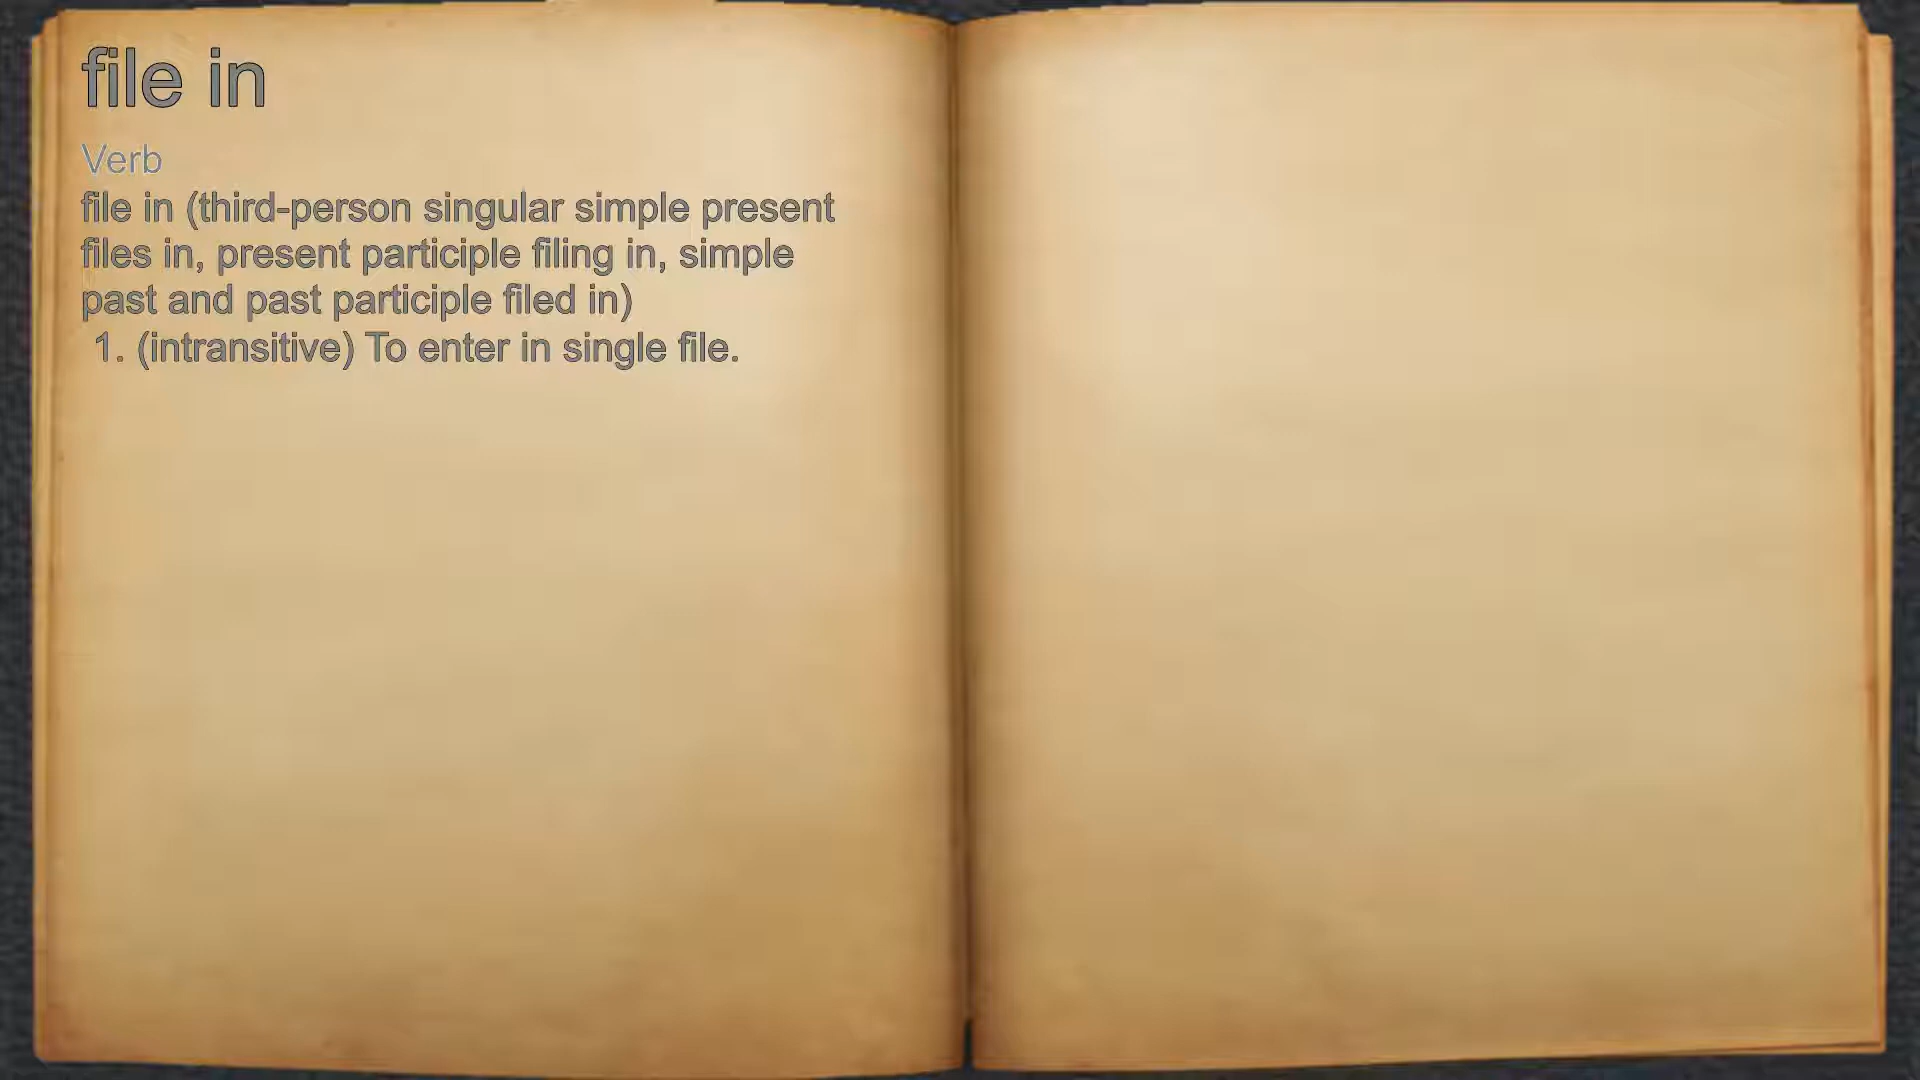 file in
Verb
file in (third-person singular simple present
files in, present participle filing in, simple
past and past participle filed in)
1. (intransitive) To enter in single file.